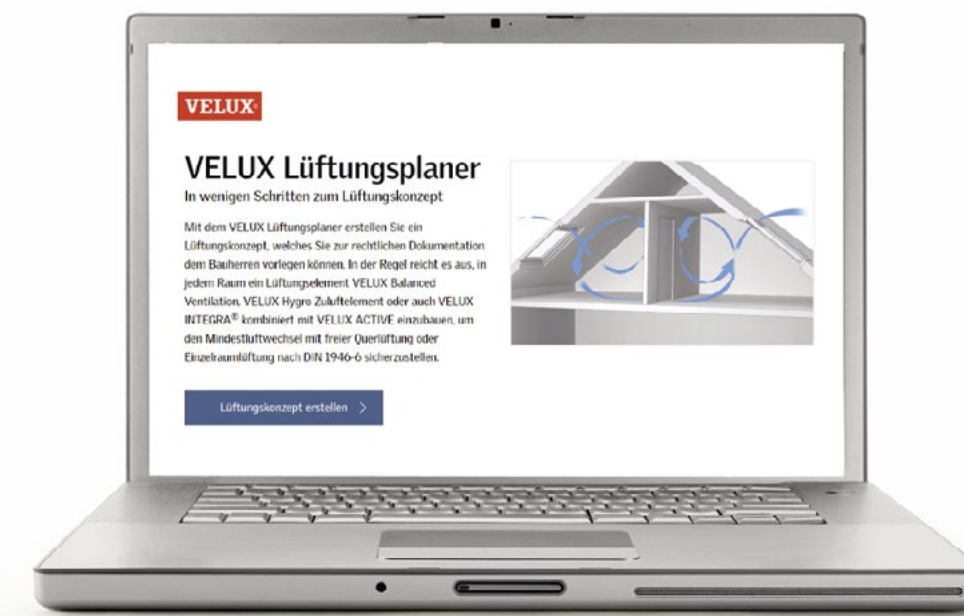 VELUX®
VELUX Lüftungsplaner
In wenigen Schritten zum Lüftungskonzept
Mit dem VELUX Lüftungsplaner erstellen Sie ein
Lüftungskonzept, welches Sie zur rechtlichen Dokumentation
dem Bauherren vorlegen können. In der Regel reicht es aus, in
jedem Raum ein Lüftungselement VELUX Balanced
Ventilation, VELUX Hygro Zuluftelement oder auch VELUX
INTEGRA® kombiniert mit VELUX ACTIVE einzubauen, um
den Mindestluftwechsel mit freier Querlüftung oder
Einzelraumlüftung nach DIN 1946-6 sicherzustellen.
Lüftungskonzept erstellen >